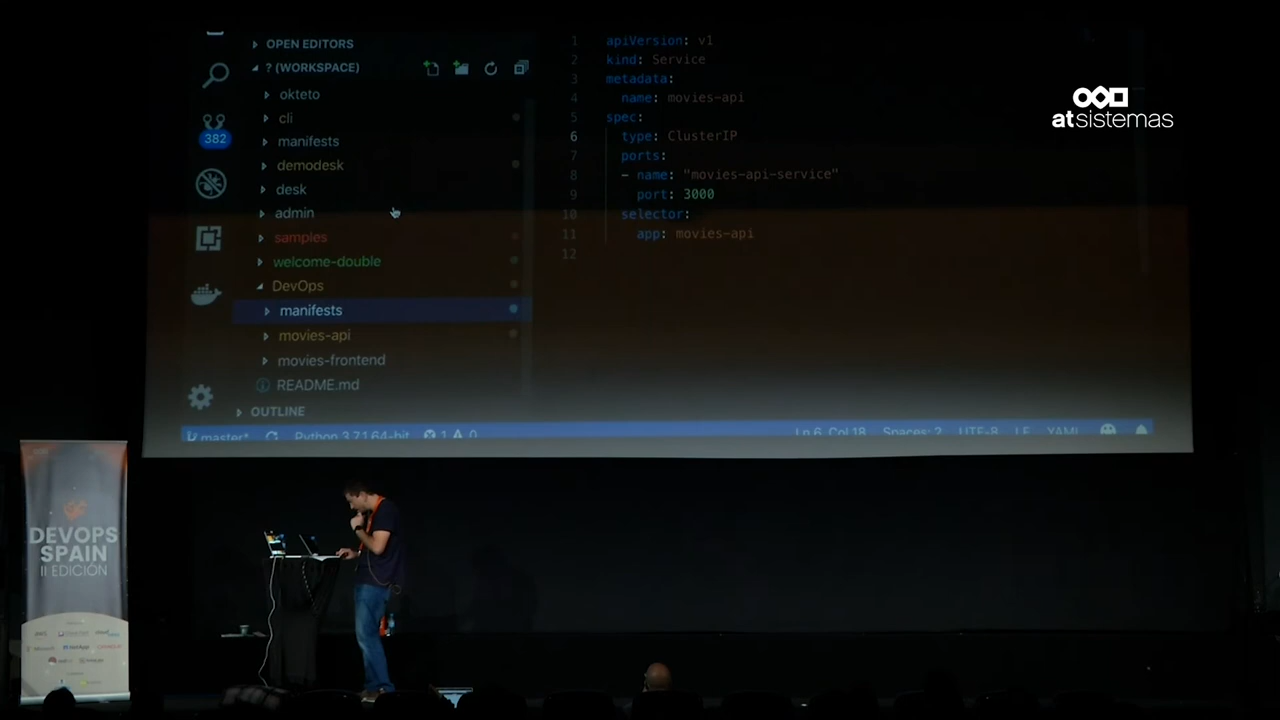 OPEN EDITORS
? (WORKSPACE)
okteto
cli
manifests
382
demodesk
desk
admin
samples
welcome-double
DevOps
manifests
movies-api
movies-frontend
README.md
OUTLINE
master* Python 3.7.1 64-bit 1 0 Ln 6, Col 18 Spaces: 2 UTF-8 LF YAML
1 apiVersion: v1
2 kind: Service
3 metadata:
4 name: movies-api
5 spec:
6 type: ClusterIP
7 ports:
8 - name: "movies-api-service"
9 port: 3000
10 selector:
11 app: movies-api
12
atsistemas
DEVOPS
SPAIN
II EDICIÓN